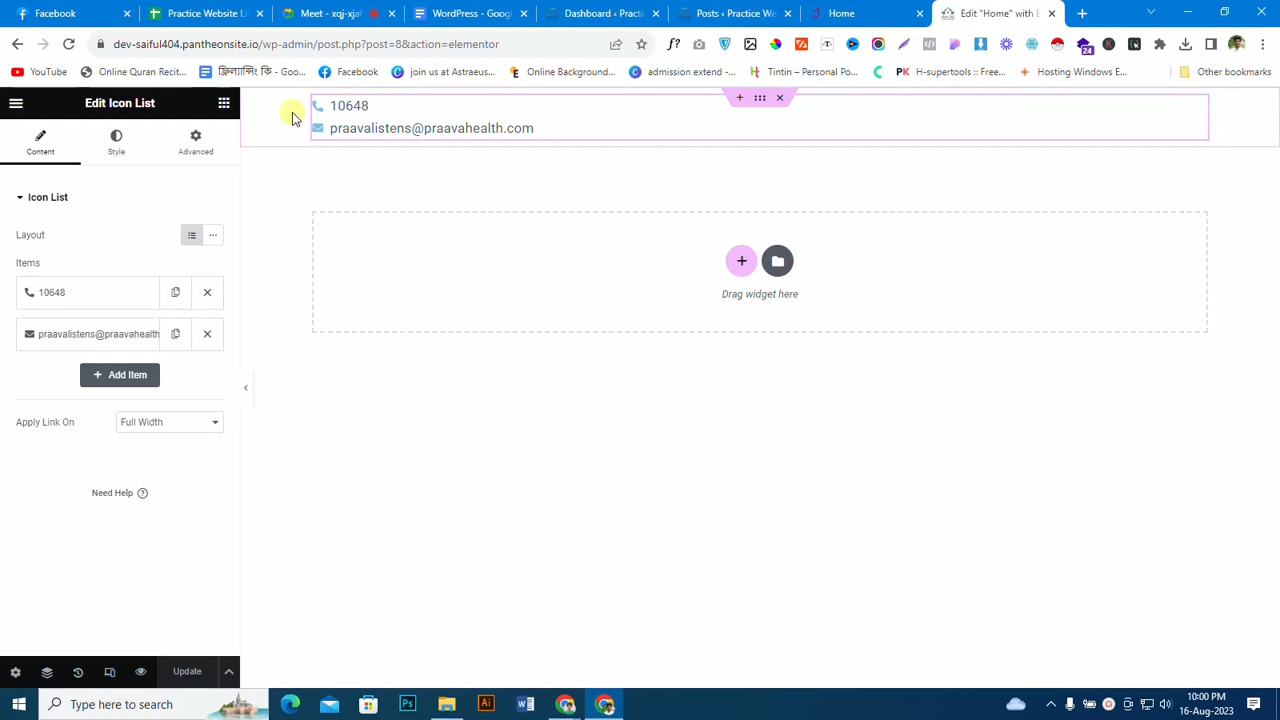 Facebook
Practice Website Li
Meet - xqj-xjaf
WordPress - Googl
Dashboard ‹ Practi
Posts ‹ Practice We
Home
Edit "Home" with E
dev-saiful404.pantheonsite.io/wp-admin/post.php?post=8&action=elementor
24
YouTube
Online Quran Recit...
ফ্রিল্যান্সিং কি - Goo...
Facebook
join us at Astraeus...
Online Background...
admission exterior -...
Tintin – Personal Po...
H-supertools :: Free...
Hosting Windows E...
Other bookmarks
Edit Icon List
Content
Style
Advanced
Icon List
Layout
Items
10648
praavalistens@praavahealth
Add Item
Apply Link On
Full Width
Need Help
Update
10648
praavalistens@praavahealth.com
Drag widget here
Type here to search
10:00 PM
16-Aug-2023